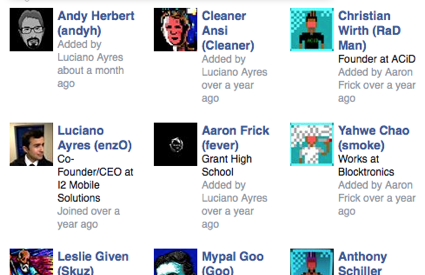 Andy Herbert
(andyh)
Added by
Luciano Ayres
about a month
ago
Cleaner
Ansi
(Cleaner)
Added by
Luciano Ayres
over a year
ago
Christian
Wirth (RaD
Man)
Founder at ACiD
Added by Aaron
Frick over a year
ago
Luciano
Ayres (enzO)
Co-
Founder/CEO at
I2 Mobile
Solutions
Joined over a
year ago
Aaron Frick
(fever)
Grant High
School
Added by
Luciano Ayres
over a year
ago
Yahwe Chao
(smoke)
Works at
Blocktronics
Added by Aaron
Frick over a year
ago
Leslie Given
(Skuz)
Mypal Goo
(Goo)
Anthony
Schiller